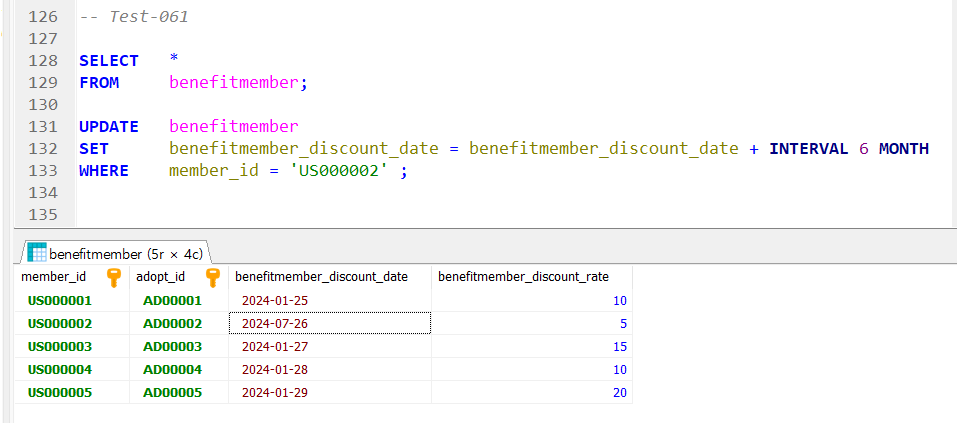 126 -- Test-061
127
128 SELECT *
129 FROM benefitmember;
130
131 UPDATE benefitmember
132 SET benefitmember_discount_date = benefitmember_discount_date + INTERVAL 6 MONTH
133 WHERE member_id = 'US000002' ;
134
135
benefitmember (5r × 4c)
member_id adopt_id benefitmember_discount_date benefitmember_discount_rate
US000001 AD00001 2024-01-25 10
US000002 AD00002 2024-07-26 5
US000003 AD00003 2024-01-27 15
US000004 AD00004 2024-01-28 10
US000005 AD00005 2024-01-29 20